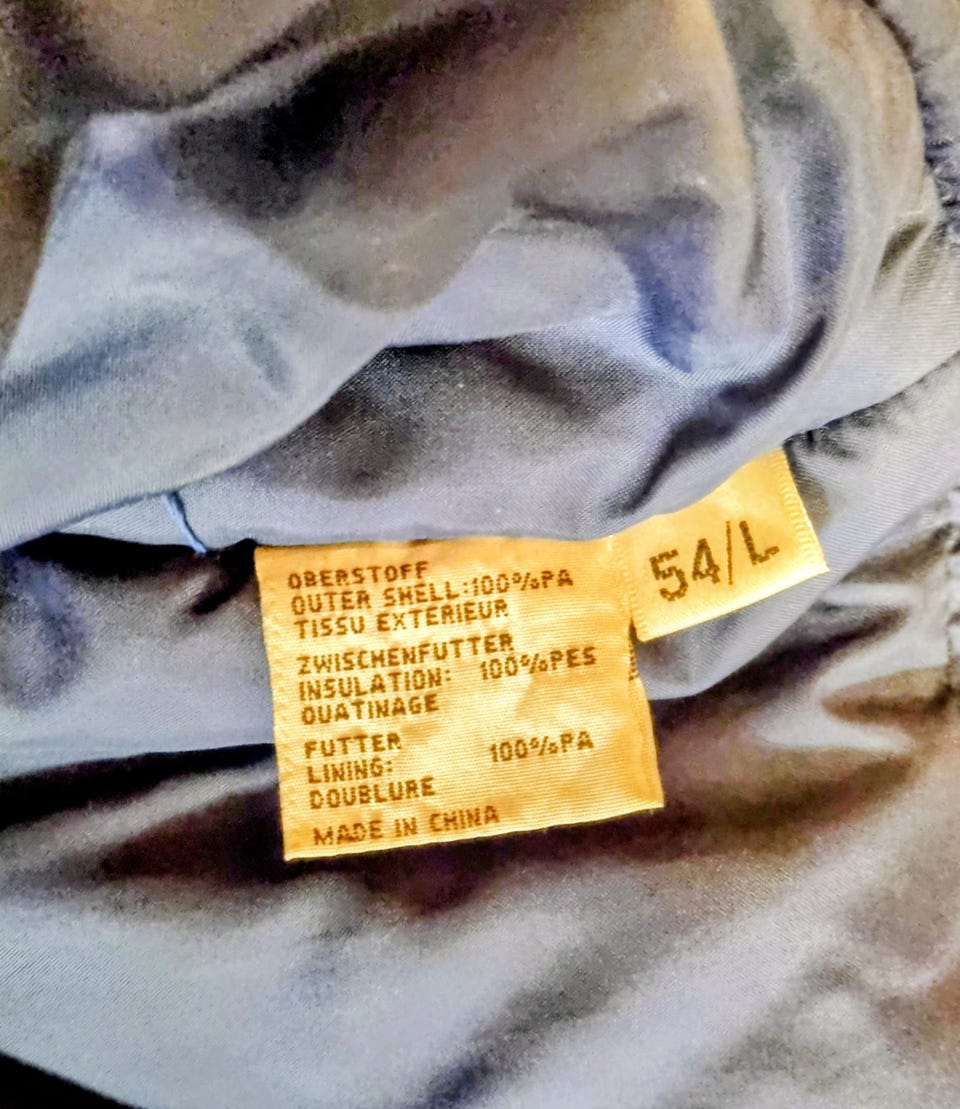 OBERSTOFF
OUTER SHELL:100%PA
TISSU EXTERIEUR
ZWISCHENFUTTER
INSULATION: 100%PES
OUATINAGE
FUTTER
LINING: 100%PA
DOUBLURE
MADE IN CHINA
54/L